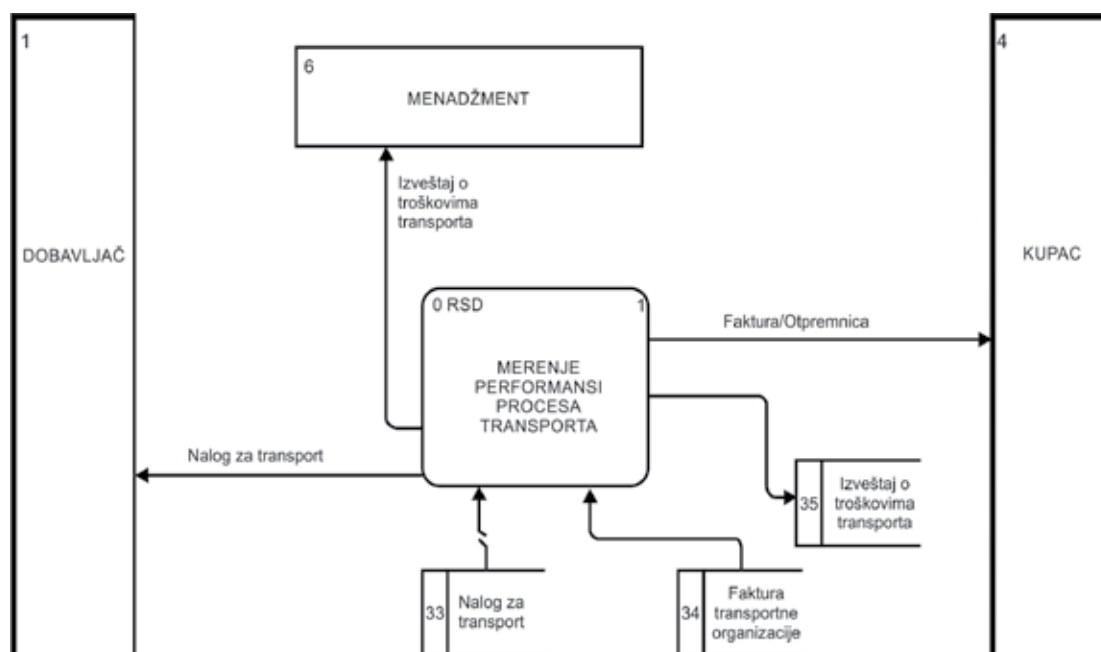 1
6
4
MENADŽMENT
Izveštaj o
troškovima
transporta
DOBAVLJAČ
KUPAC
0 RSD
1
Faktura/Otpremnica
MERENJE
PERFORMANSI
PROCESA
TRANSPORTA
Nalog za transport
35
Izveštaj o
troškovima
transporta
33
Nalog za
transport
34
Faktura
transportne
organizacije